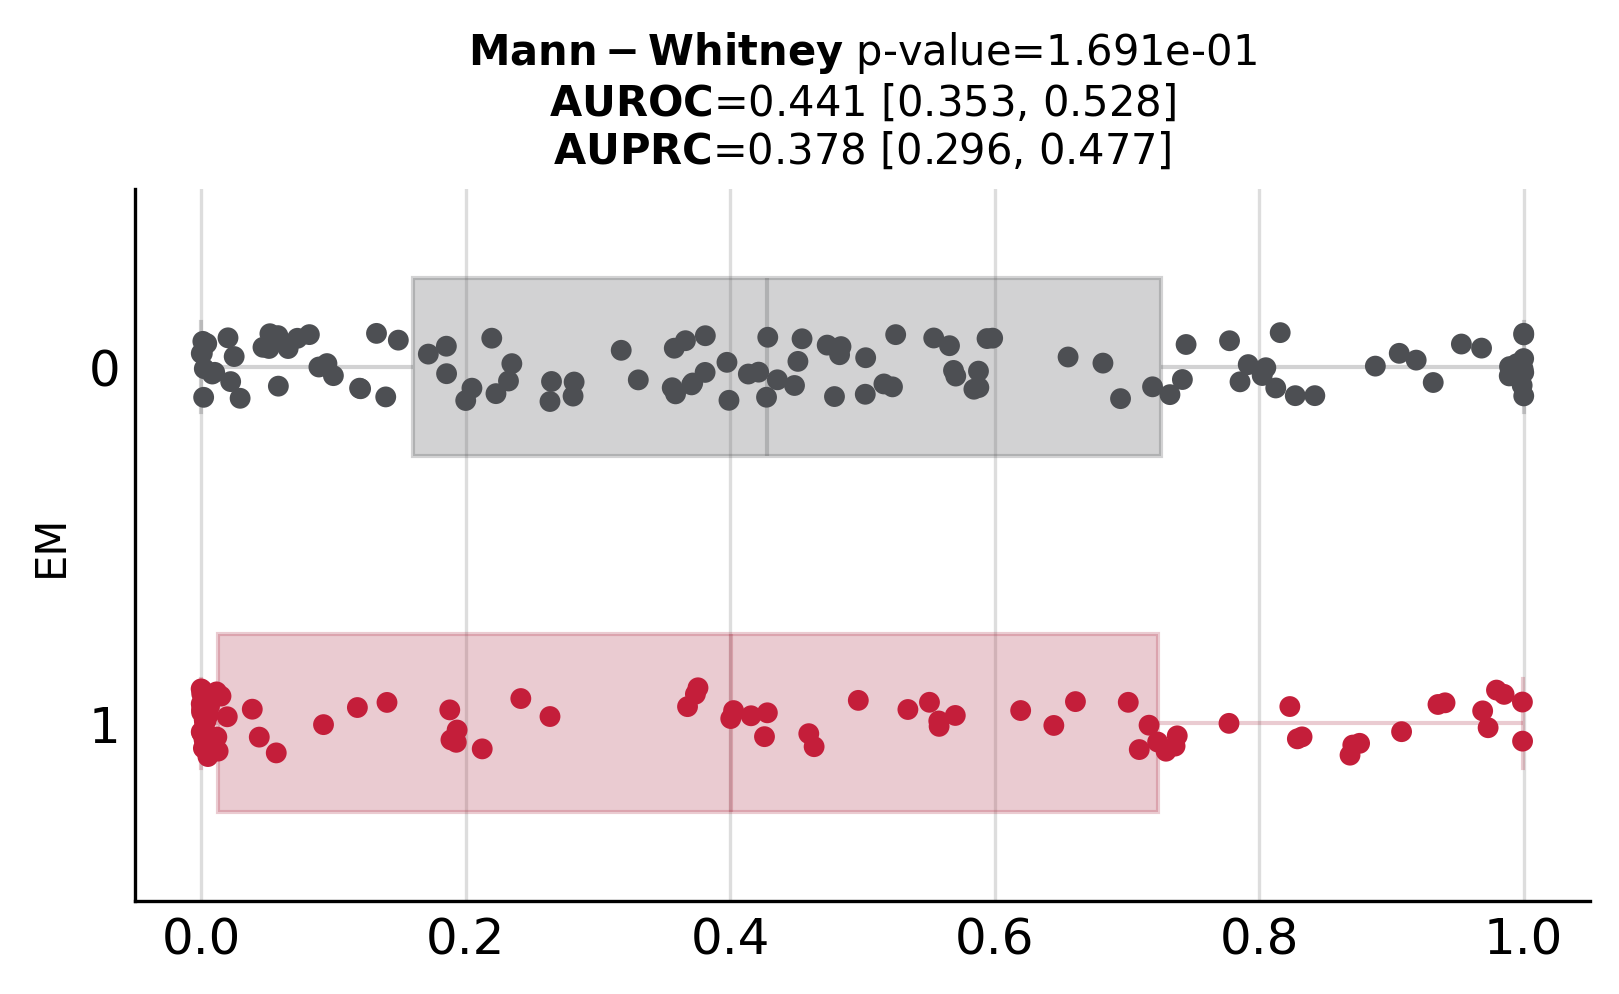 Mann − Whitney p-value=1.691e-01
AUROC=0.441 [0.353, 0.528]
AUPRC=0.378 [0.296, 0.477]
0
EM
1
0.0 0.2 0.4 0.6 0.8 1.0